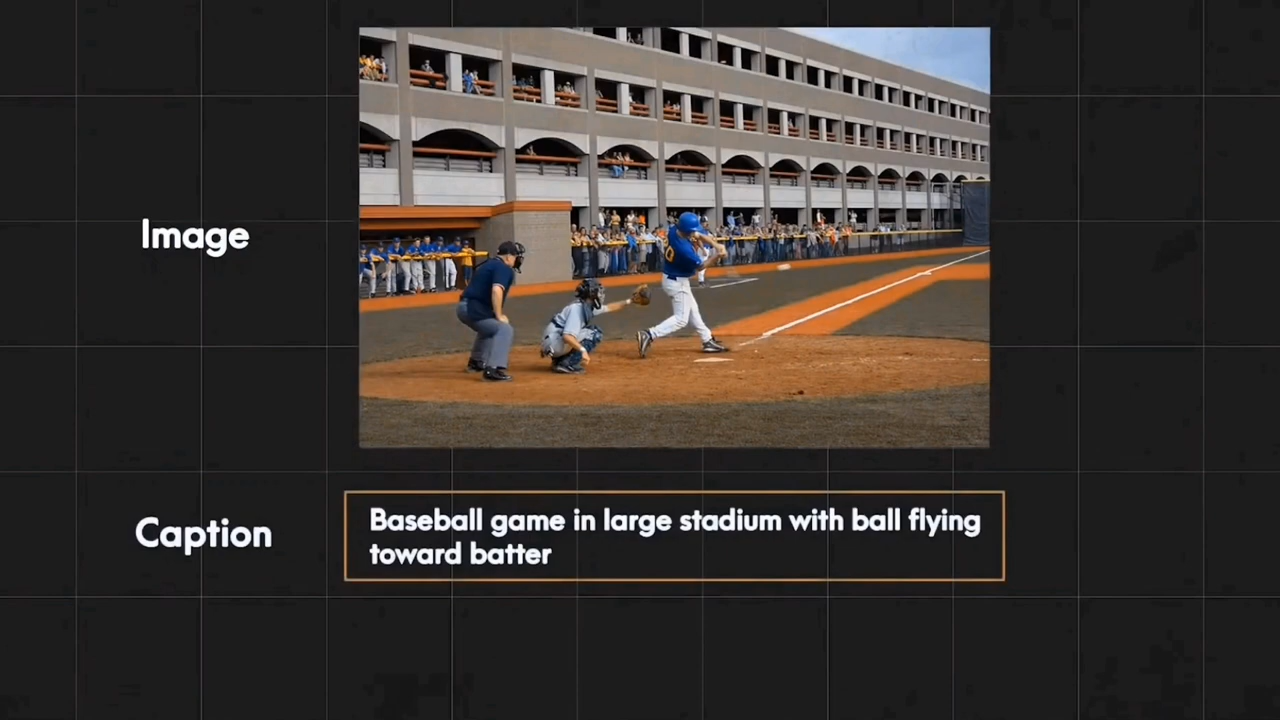 Image
Caption
Baseball game in large stadium with ball flying
toward batter